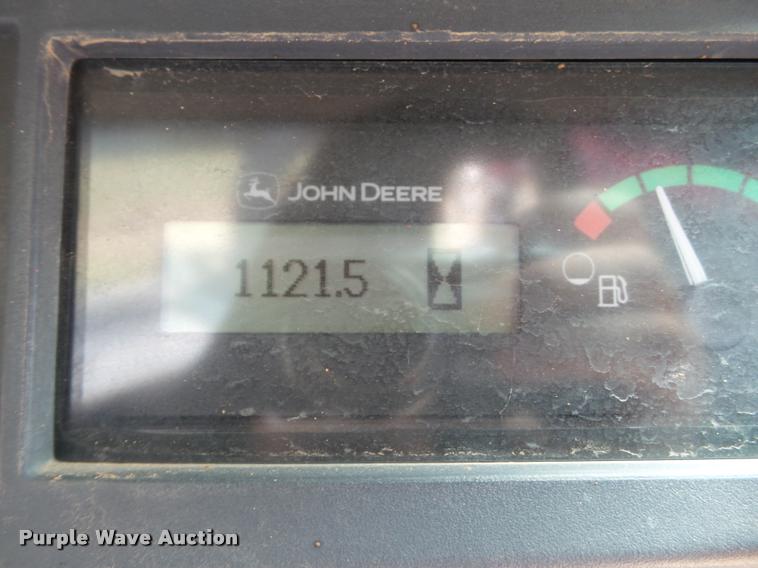 JOHN DEERE
1121.5
Purple Wave Auction